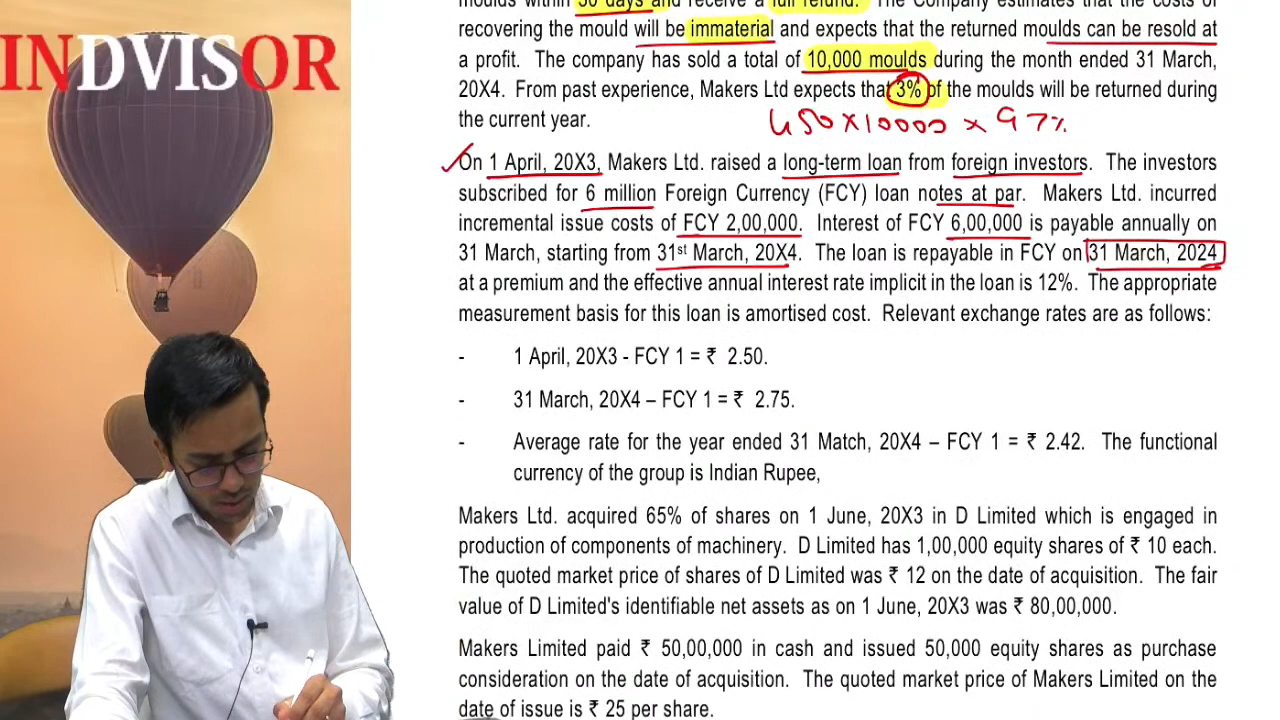 INDVISOR
moulds within 30 days and receive a full refund. The Company estimates that the costs of
recovering the mould will be immaterial and expects that the returned moulds can be resold at
a profit. The company has sold a total of 10,000 moulds during the month ended 31 March,
20X4. From past experience, Makers Ltd expects that 3% of the moulds will be returned during
the current year.
450 X 10000 X 97%
On 1 April, 20X3, Makers Ltd. raised a long-term loan from foreign investors. The investors
subscribed for 6 million Foreign Currency (FCY) loan notes at par. Makers Ltd. incurred
incremental issue costs of FCY 2,00,000. Interest of FCY 6,00,000 is payable annually on
31 March, starting from 31st March, 20X4. The loan is repayable in FCY on 31 March, 2024
at a premium and the effective annual interest rate implicit in the loan is 12%. The appropriate
measurement basis for this loan is amortised cost. Relevant exchange rates are as follows:
- 1 April, 20X3 - FCY 1 = ₹ 2.50.
- 31 March, 20X4 – FCY 1 = ₹ 2.75.
- Average rate for the year ended 31 Match, 20X4 – FCY 1 = ₹ 2.42. The functional
currency of the group is Indian Rupee,
Makers Ltd. acquired 65% of shares on 1 June, 20X3 in D Limited which is engaged in
production of components of machinery. D Limited has 1,00,000 equity shares of ₹ 10 each.
The quoted market price of shares of D Limited was ₹ 12 on the date of acquisition. The fair
value of D Limited's identifiable net assets as on 1 June, 20X3 was ₹ 80,00,000.
Makers Limited paid ₹ 50,00,000 in cash and issued 50,000 equity shares as purchase
consideration on the date of acquisition. The quoted market price of Makers Limited on the
date of issue is ₹ 25 per share.